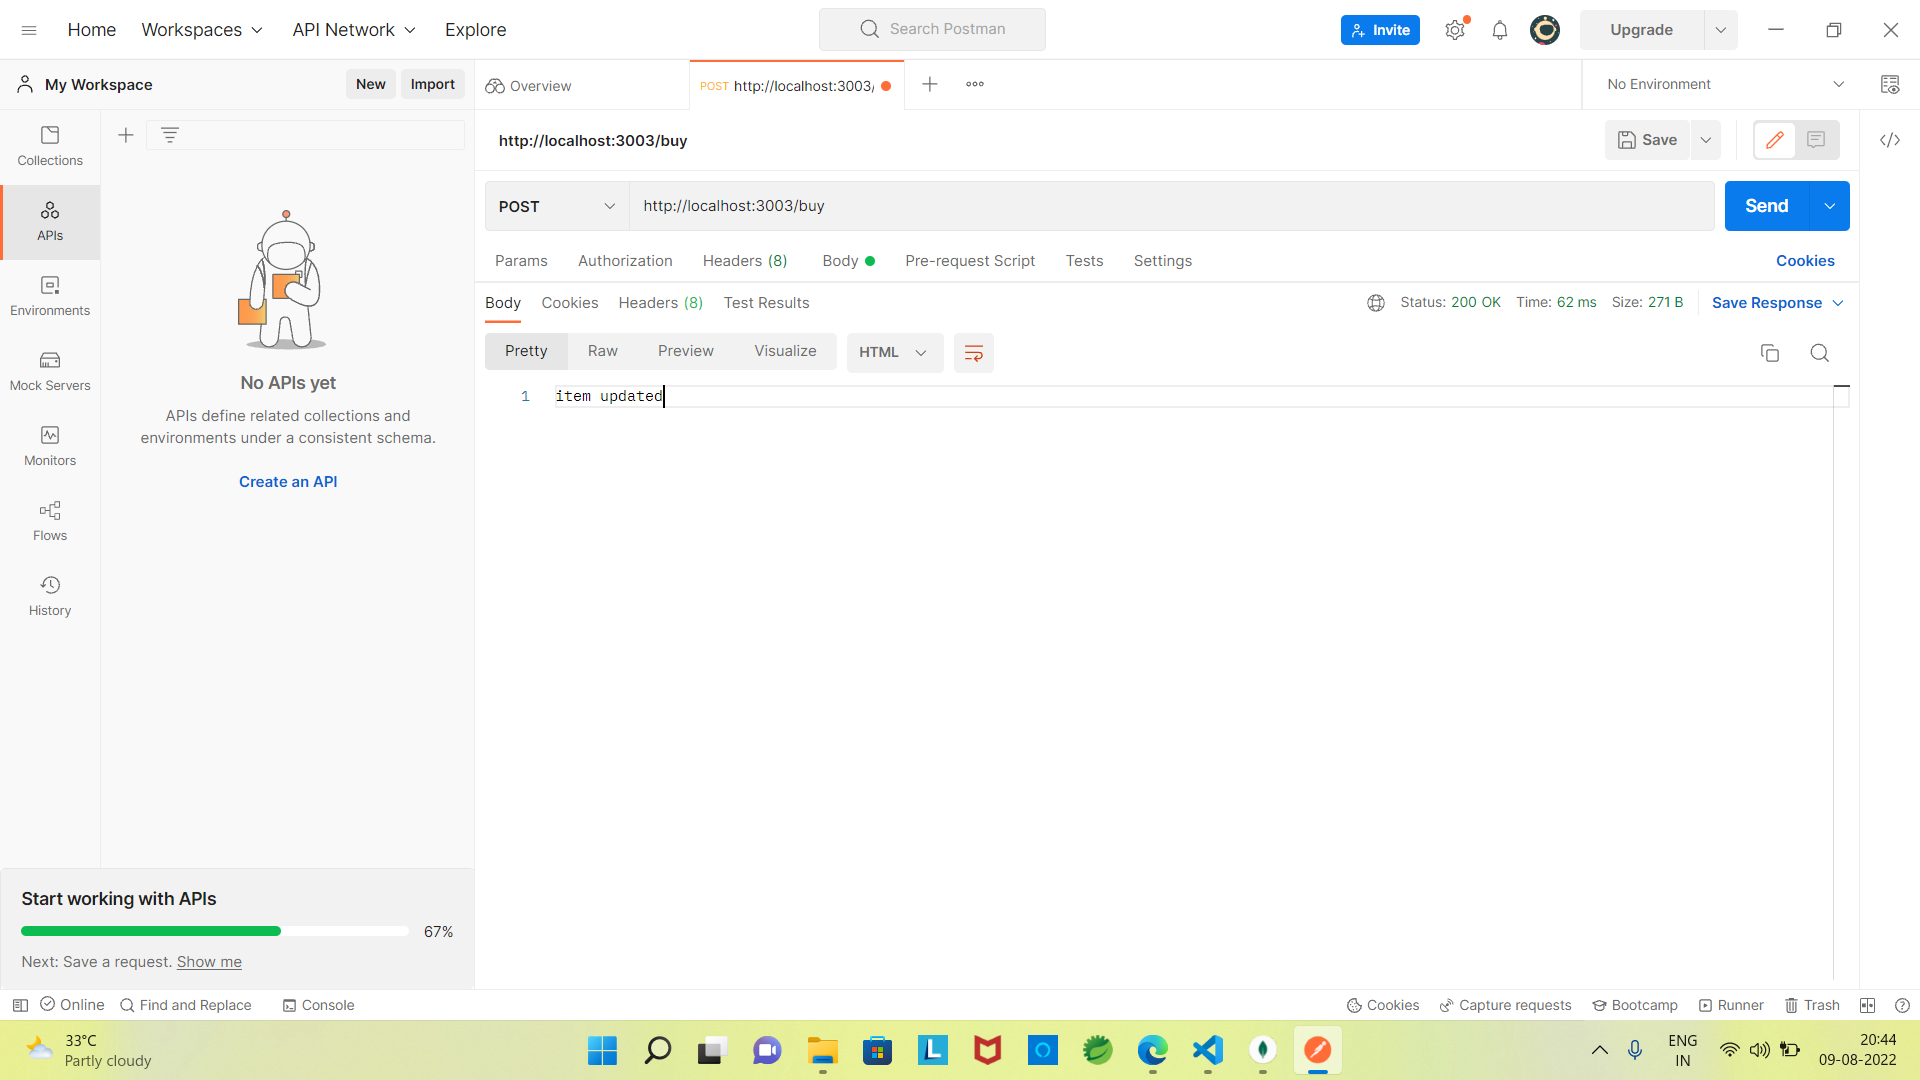 Home
Workspaces
API Network
Explore
Search Postman
Invite
Upgrade
My Workspace
New
Import
Overview
POST http://localhost:3003/
No Environment
http://localhost:3003/buy
Save
Collections
APIs
Environments
Mock Servers
Monitors
Flows
History
No APIs yet
APIs define related collections and
environments under a consistent schema.
Create an API
POST
http://localhost:3003/buy
Send
Params
Authorization
Headers (8)
Body
Pre-request Script
Tests
Settings
Cookies
Body
Cookies
Headers (8)
Test Results
Status: 200 OK
Time: 62 ms
Size: 271 B
Save Response
Pretty
Raw
Preview
Visualize
HTML
1
item updated
Start working with APIs
67%
Next: Save a request. Show me
Online
Find and Replace
Console
Cookies
Capture requests
Bootcamp
Runner
Trash
33°C
Partly cloudy
ENG
IN
20:44
09-08-2022